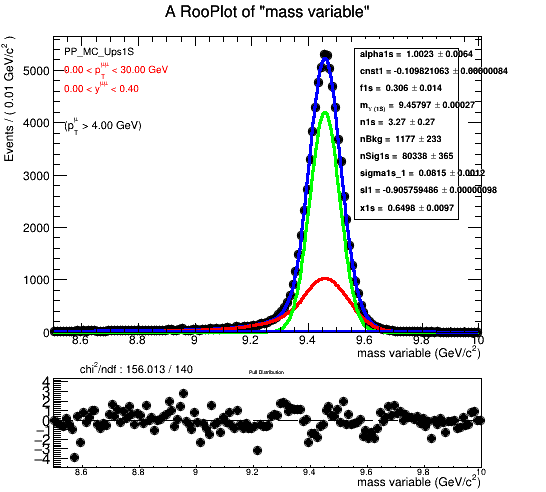 A RooPlot of "mass variable"
Events / ( 0.01 GeV/c² )
PP_MC_Ups1S
0.00 < p_T^μμ < 30.00 GeV
0.00 < y^μμ < 0.40
(p_T^μ > 4.00 GeV)
alpha1s = 1.0023 ± 0.0064
cnst1 = -0.109821063 ± 0.00000084
f1s = 0.306 ± 0.014
m_ϒ(1S) = 9.45797 ± 0.00027
n1s = 3.27 ± 0.27
nBkg = 1177 ± 233
nSig1s = 80338 ± 365
sigma1s_1 = 0.0815 ± 0.0012
sl1 = -0.905759486 ± 0.00000098
x1s = 0.6498 ± 0.0097
5000
4000
3000
2000
1000
0
8.6 8.8 9 9.2 9.4 9.6 9.8 10
mass variable (GeV/c²)
chi²/ndf : 156.013 / 140
Pull Distribution
4
3
2
1
0
−1
−2
−3
−4
8.6 8.8 9 9.2 9.4 9.6 9.8 10
mass variable (GeV/c²)